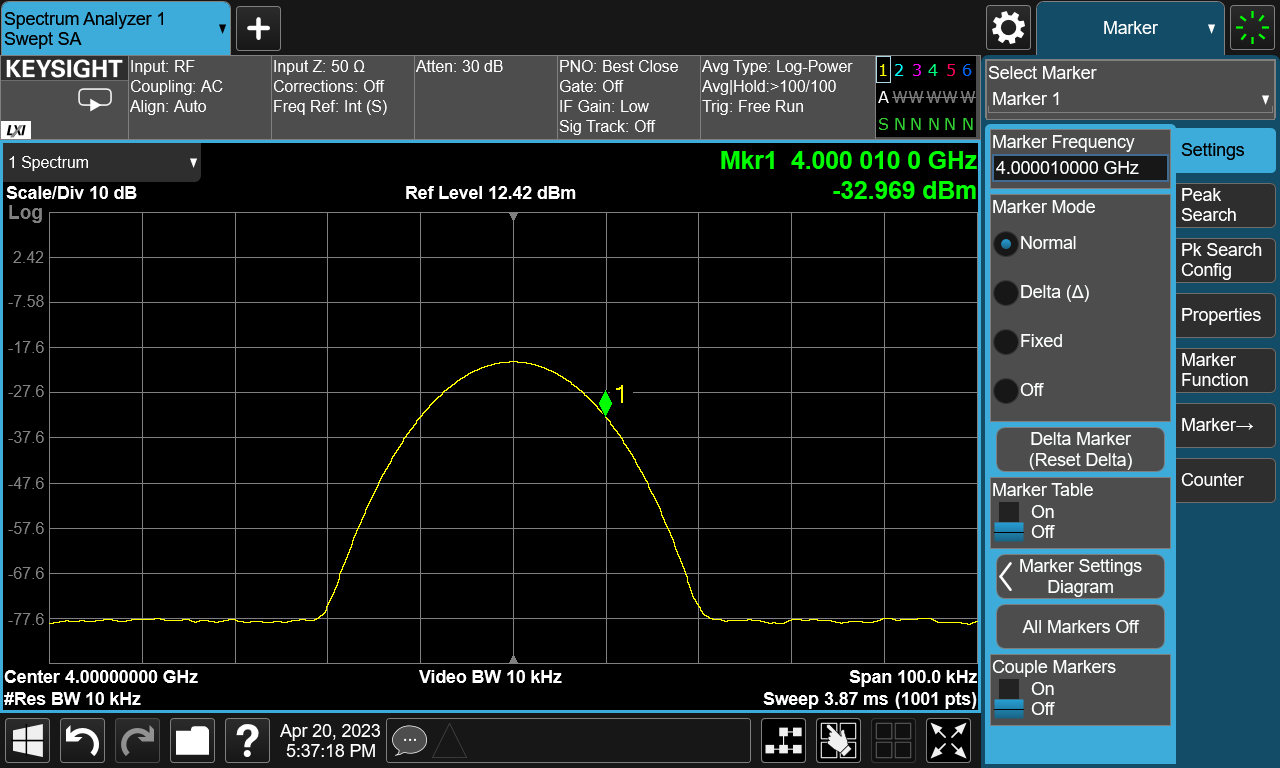 Spectrum Analyzer 1
Swept SA
Marker
KEYSIGHT
LXI
Input: RF
Coupling: AC
Align: Auto
Input Z: 50 Ω
Corrections: Off
Freq Ref: Int (S)
Atten: 30 dB
PNO: Best Close
Gate: Off
IF Gain: Low
Sig Track: Off
Avg Type: Log-Power
Avg|Hold:>100/100
Trig: Free Run
1 2 3 4 5 6
A W W W W W
S N N N N N
1 Spectrum
Mkr1 4.000 010 0 GHz
-32.969 dBm
Scale/Div 10 dB
Ref Level 12.42 dBm
Log
2.42
-7.58
-17.6
-27.6
-37.6
-47.6
-57.6
-67.6
-77.6
1
Center 4.00000000 GHz
Video BW 10 kHz
Span 100.0 kHz
#Res BW 10 kHz
Sweep 3.87 ms (1001 pts)
?
Apr 20, 2023
5:37:18 PM
Select Marker
Marker 1
Marker Frequency
4.000010000 GHz
Marker Mode
Normal
Delta (Δ)
Fixed
Off
Delta Marker
(Reset Delta)
Marker Table
On
Off
Marker Settings
Diagram
All Markers Off
Couple Markers
On
Off
Settings
Peak
Search
Pk Search
Config
Properties
Marker
Function
Marker→
Counter